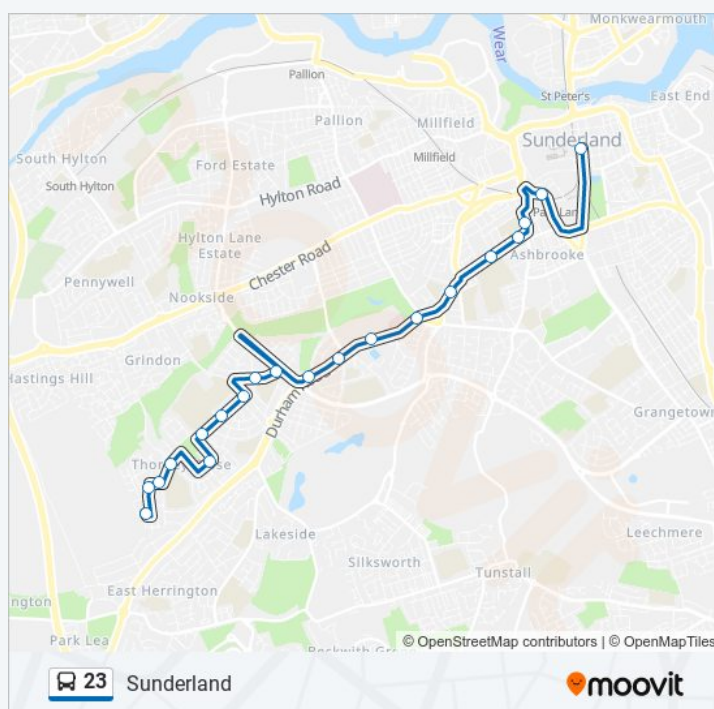 Monkwearmouth
Wear
Pallion
St Peter's
East End
Pallion
Millfield
Sunderland
South Hylton
Ford Estate
Millfield
South Hylton
Hylton Road
Park Lane
Hylton Lane
Estate
Chester Road
Ashbrooke
Pennywell
Nookside
Grindon
Hastings Hill
Durham
Grangetown
Lakeside
Leechmere
Silksworth
Tunstall
East Herrington
ington
Park Lea
© OpenStreetMap contributors | © OpenMapTiles
23 Sunderland
moovit